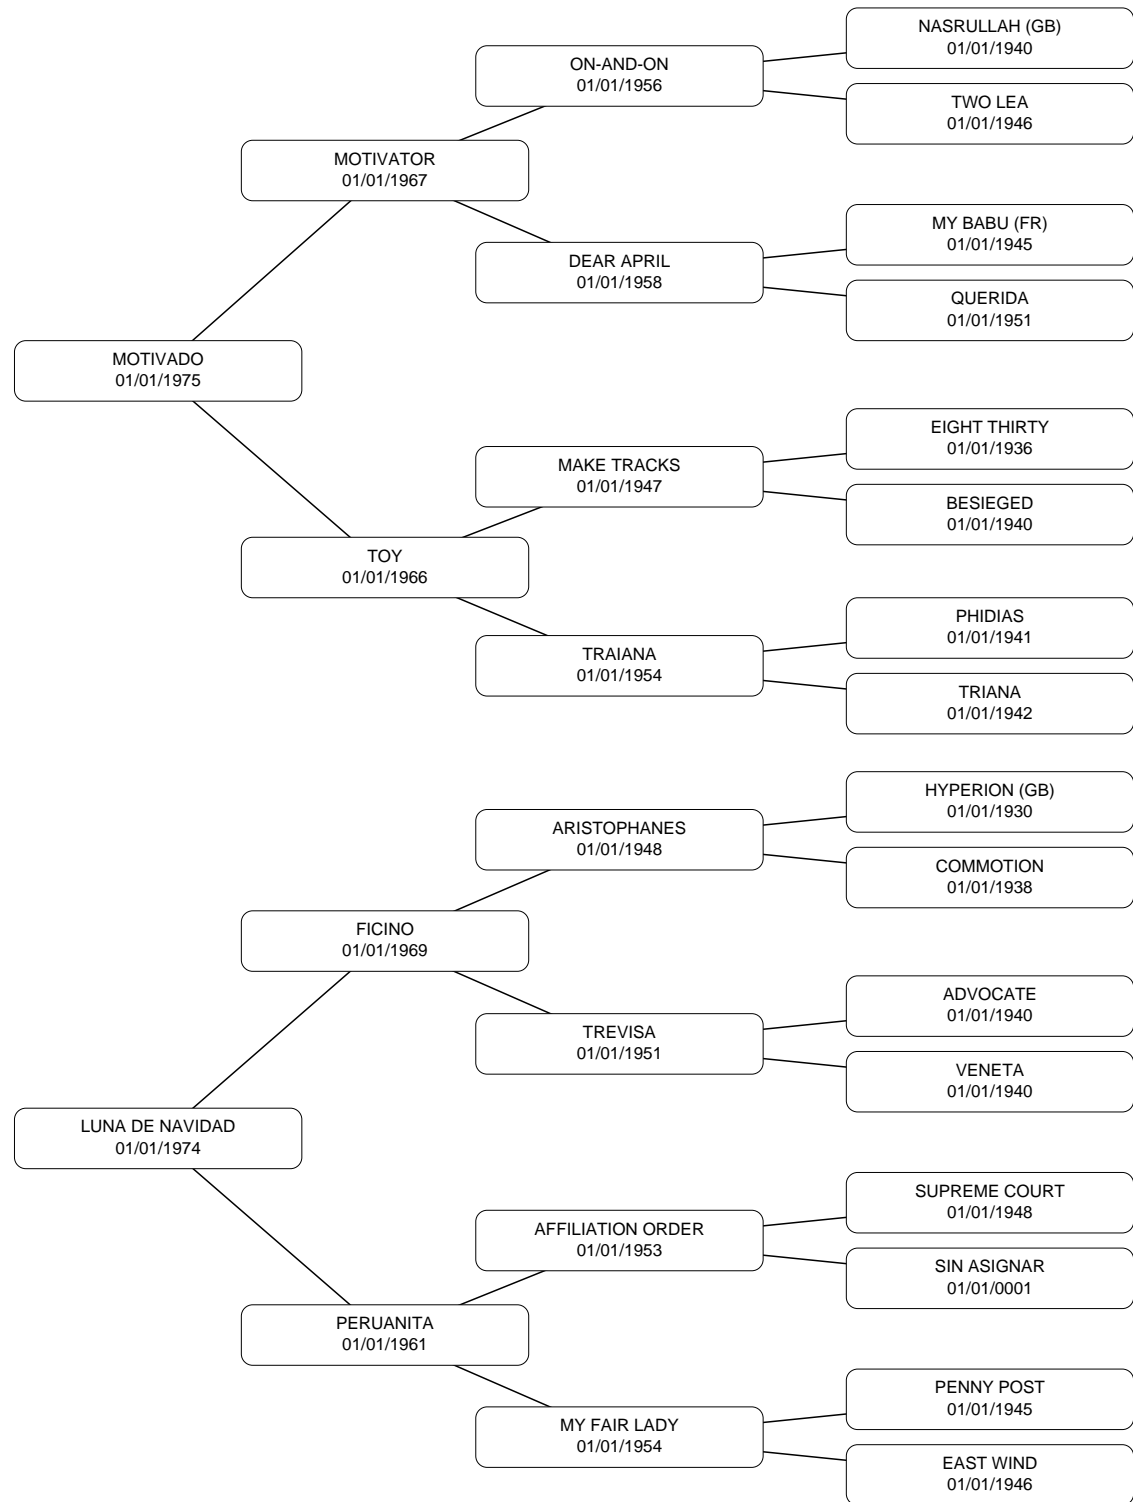 NASRULLAH (GB)
01/01/1940
ON-AND-ON
01/01/1956
TWO LEA
01/01/1946
MOTIVATOR
01/01/1967
MY BABU (FR)
01/01/1945
DEAR APRIL
01/01/1958
QUERIDA
01/01/1951
MOTIVADO
01/01/1975
EIGHT THIRTY
01/01/1936
MAKE TRACKS
01/01/1947
BESIEGED
01/01/1940
TOY
01/01/1966
PHIDIAS
01/01/1941
TRAIANA
01/01/1954
TRIANA
01/01/1942
HYPERION (GB)
01/01/1930
ARISTOPHANES
01/01/1948
COMMOTION
01/01/1938
FICINO
01/01/1969
ADVOCATE
01/01/1940
TREVISA
01/01/1951
VENETA
01/01/1940
LUNA DE NAVIDAD
01/01/1974
SUPREME COURT
01/01/1948
AFFILIATION ORDER
01/01/1953
SIN ASIGNAR
01/01/0001
PERUANITA
01/01/1961
PENNY POST
01/01/1945
MY FAIR LADY
01/01/1954
EAST WIND
01/01/1946